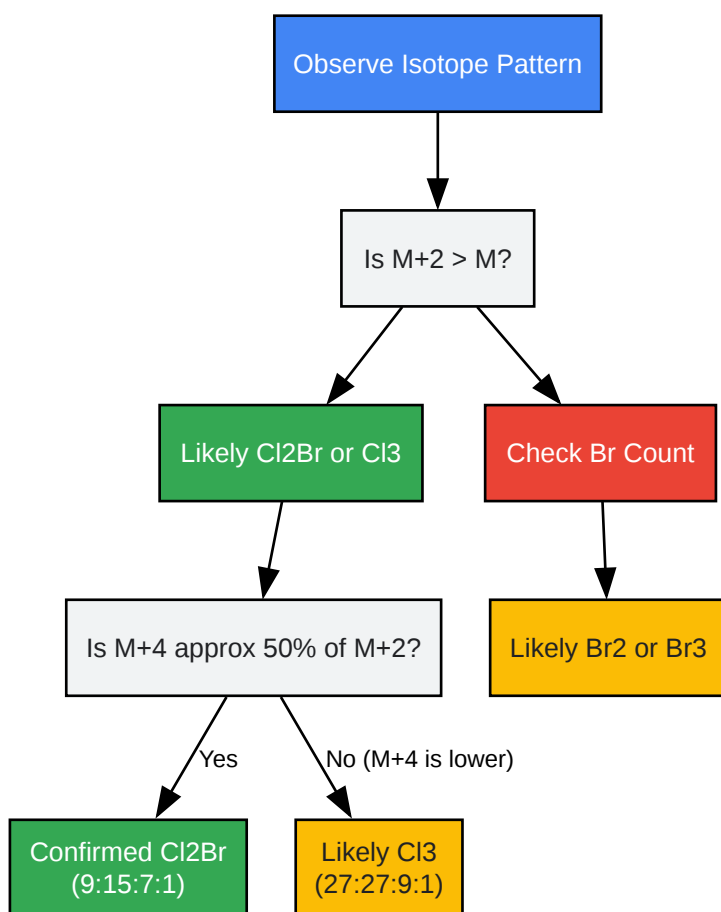 Observe Isotope Pattern
Is M+2 > M?
Likely Cl2Br or Cl3
Check Br Count
Is M+4 approx 50% of M+2?
Likely Br2 or Br3
Yes
No (M+4 is lower)
Confirmed Cl2Br
(9:15:7:1)
Likely Cl3
(27:27:9:1)